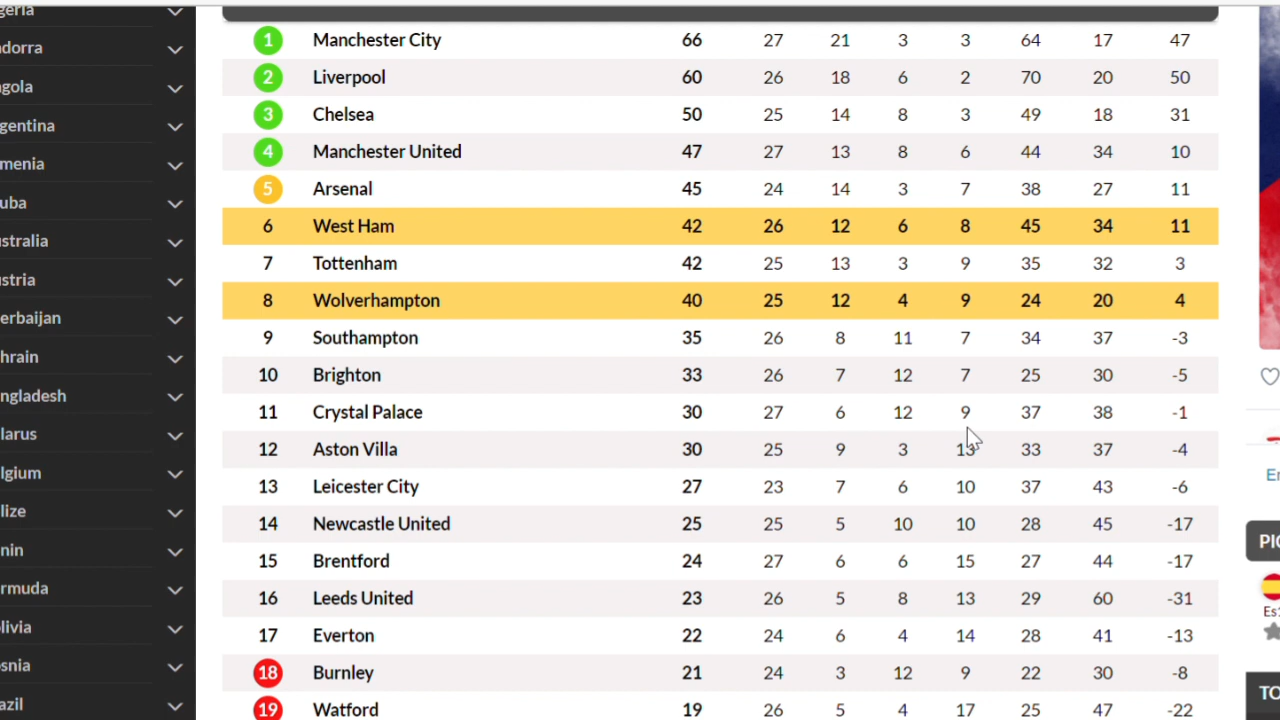 geria
1 Manchester City 66 27 21 3 3 64 17 47
dorra
2 Liverpool 60 26 18 6 2 70 20 50
gola
3 Chelsea 50 25 14 8 3 49 18 31
gentina
4 Manchester United 47 27 13 8 6 44 34 10
menia
5 Arsenal 45 24 14 3 7 38 27 11
uba
6 West Ham 42 26 12 6 8 45 34 11
stralia
7 Tottenham 42 25 13 3 9 35 32 3
stria
8 Wolverhampton 40 25 12 4 9 24 20 4
erbaijan
9 Southampton 35 26 8 11 7 34 37 -3
hrain
10 Brighton 33 26 7 12 7 25 30 -5
ngladesh
11 Crystal Palace 30 27 6 12 9 37 38 -1
larus
12 Aston Villa 30 25 9 3 13 33 37 -4
lgium
En
13 Leicester City 27 23 7 6 10 37 43 -6
lize
14 Newcastle United 25 25 5 10 10 28 45 -17
PIC
nin
15 Brentford 24 27 6 6 15 27 44 -17
rmuda
16 Leeds United 23 26 5 8 13 29 60 -31
Es
livia
17 Everton 22 24 6 4 14 28 41 -13
snia
18 Burnley 21 24 3 12 9 22 30 -8
TO
azil
19 Watford 19 26 5 4 17 25 47 -22